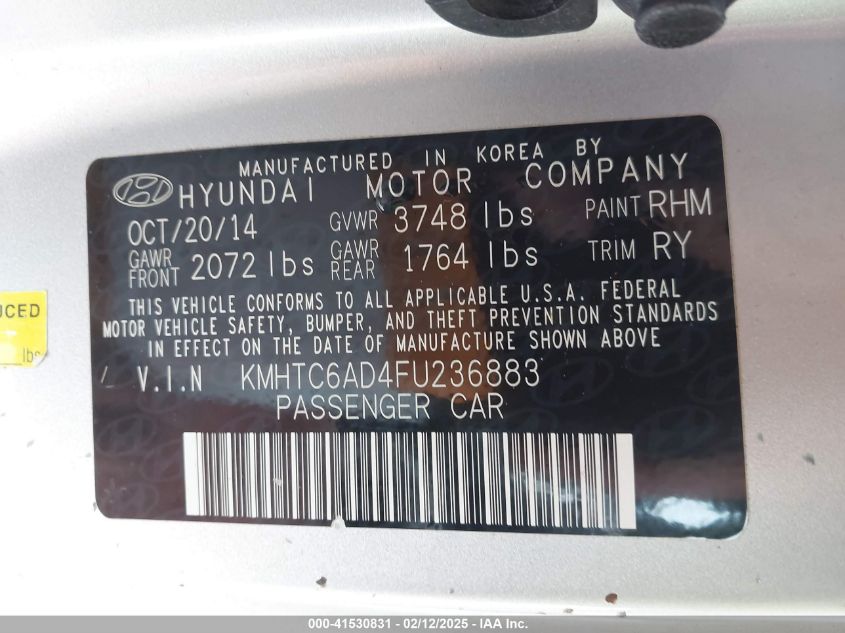 MANUFACTURED IN KOREA BY
HYUNDAI MOTOR COMPANY
OCT/20/14 GVWR 3748 lbs PAINT RHM
GAWR FRONT 2072 lbs GAWR REAR 1764 lbs TRIM RY
THIS VEHICLE CONFORMS TO ALL APPLICABLE U.S.A. FEDERAL
MOTOR VEHICLE SAFETY, BUMPER, AND THEFT PREVENTION STANDARDS
IN EFFECT ON THE DATE OF MANUFACTURE SHOWN ABOVE
/ V.I.N KMHTC6AD4FU236883
PASSENGER CAR
UCED
lbs
000-41530831 - 02/12/2025 - IAA Inc.